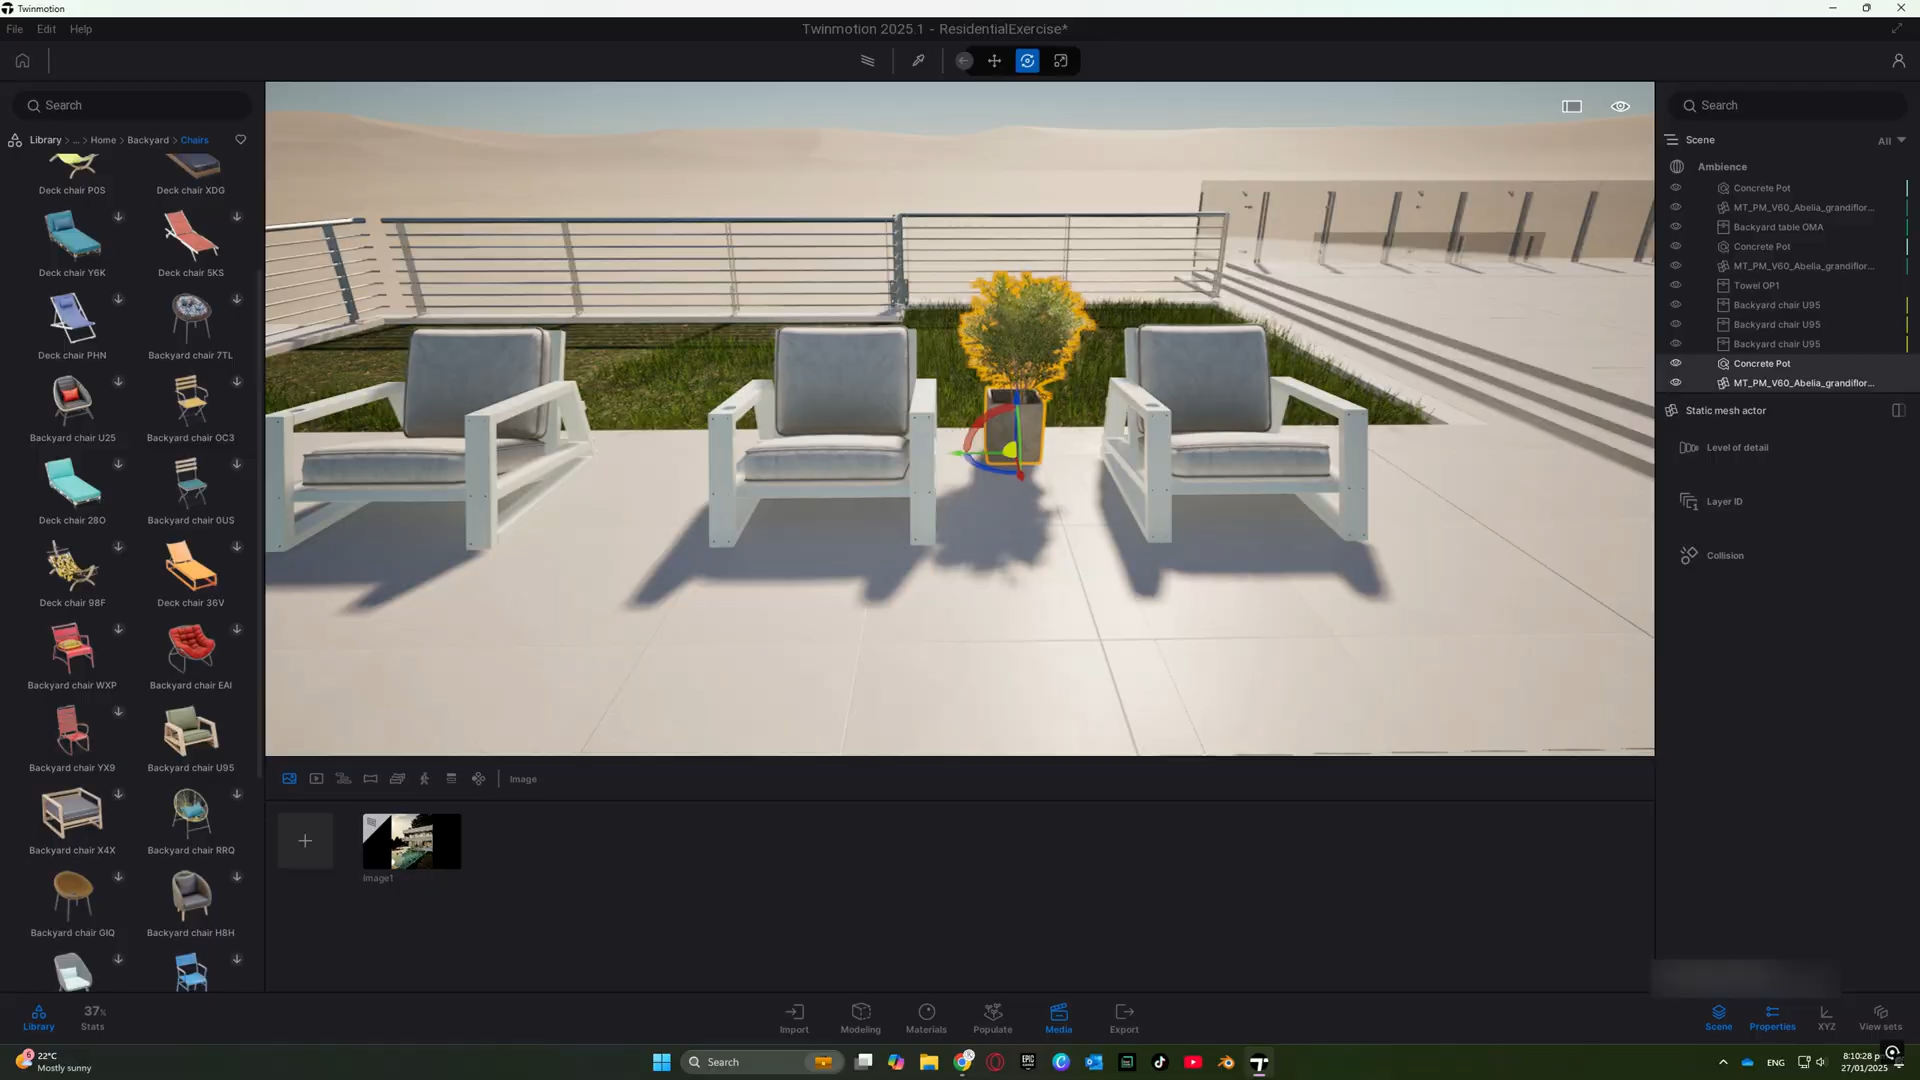 Twinmotion
File Edit Help
Twinmotion 2025.1 - ResidentialExercise*
Search
Library > ... > Home > Backyard > Chairs
Deck chair P0S
Deck chair XDG
Deck chair Y6K
Deck chair 5KS
Deck chair PHN
Backyard chair 7TL
Backyard chair U25
Backyard chair OC3
Deck chair 28O
Backyard chair 0US
Deck chair 98F
Deck chair 36V
Backyard chair WXP
Backyard chair EAI
Backyard chair YX9
Backyard chair U95
Backyard chair X4X
Backyard chair RRQ
Backyard chair GIQ
Backyard chair H8H
Search
Scene
All
Ambience
Concrete Pot
MT_PM_V60_Abelia_grandiflor...
Backyard table OMA
Concrete Pot
MT_PM_V60_Abelia_grandiflor...
Towel OP1
Backyard chair U95
Backyard chair U95
Backyard chair U95
Concrete Pot
MT_PM_V60_Abelia_grandiflor...
Static mesh actor
Level of detail
Layer ID
Collision
Image
Image1
Library
37%
Stats
Import
Modeling
Materials
Populate
Media
Export
Scene
Properties
XYZ
View sets
6
22°C
Mostly sunny
Search
EPIC
ENG
8:10:28
27/01/2025